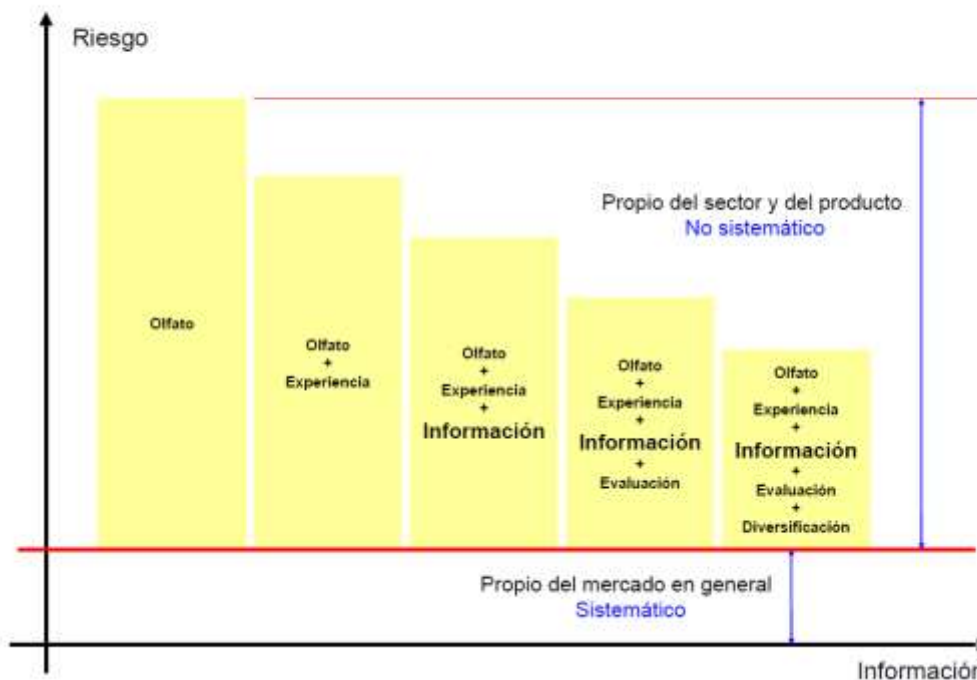 Riesgo
Propio del sector y del producto
No sistemático
Olfato
Olfato
+
Experiencia
Olfato
+
Experiencia
+
Información
Olfato
+
Experiencia
+
Información
+
Evaluación
Olfato
+
Experiencia
+
Información
+
Evaluación
+
Diversificación
Propio del mercado en general
Sistemático
Información